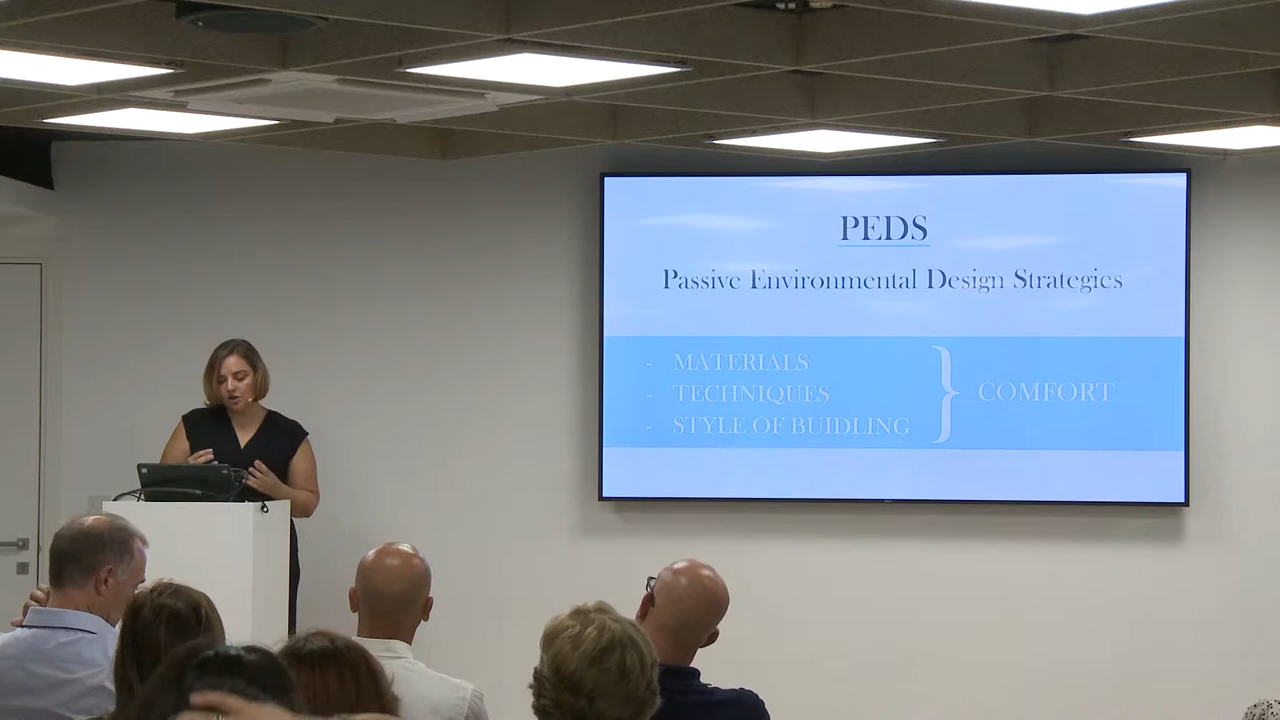 PEDS
Passive Environmental Design Strategies
- MATERIALS
- TECHNIQUES
- STYLE OF BUIDLING
} COMFORT